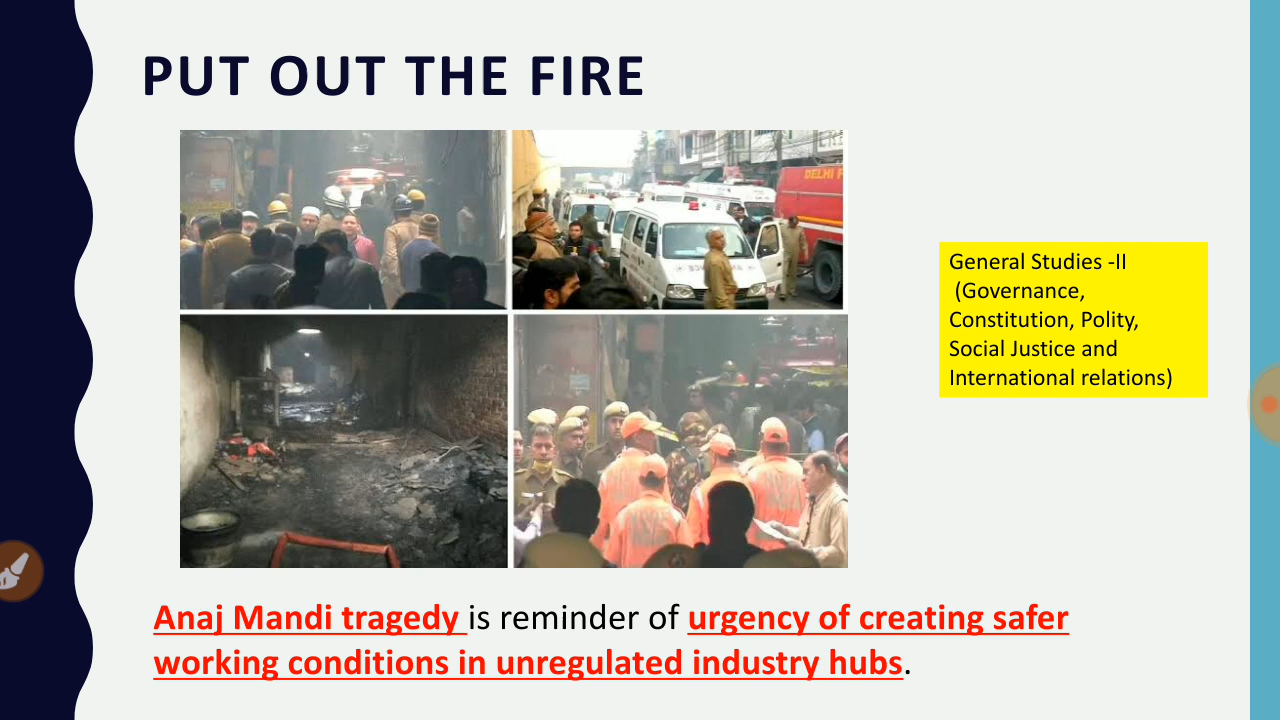 PUT OUT THE FIRE
DELHI F
General Studies -II
(Governance,
Constitution, Polity,
Social Justice and
International relations)
Anaj Mandi tragedy is reminder of urgency of creating safer
working conditions in unregulated industry hubs.